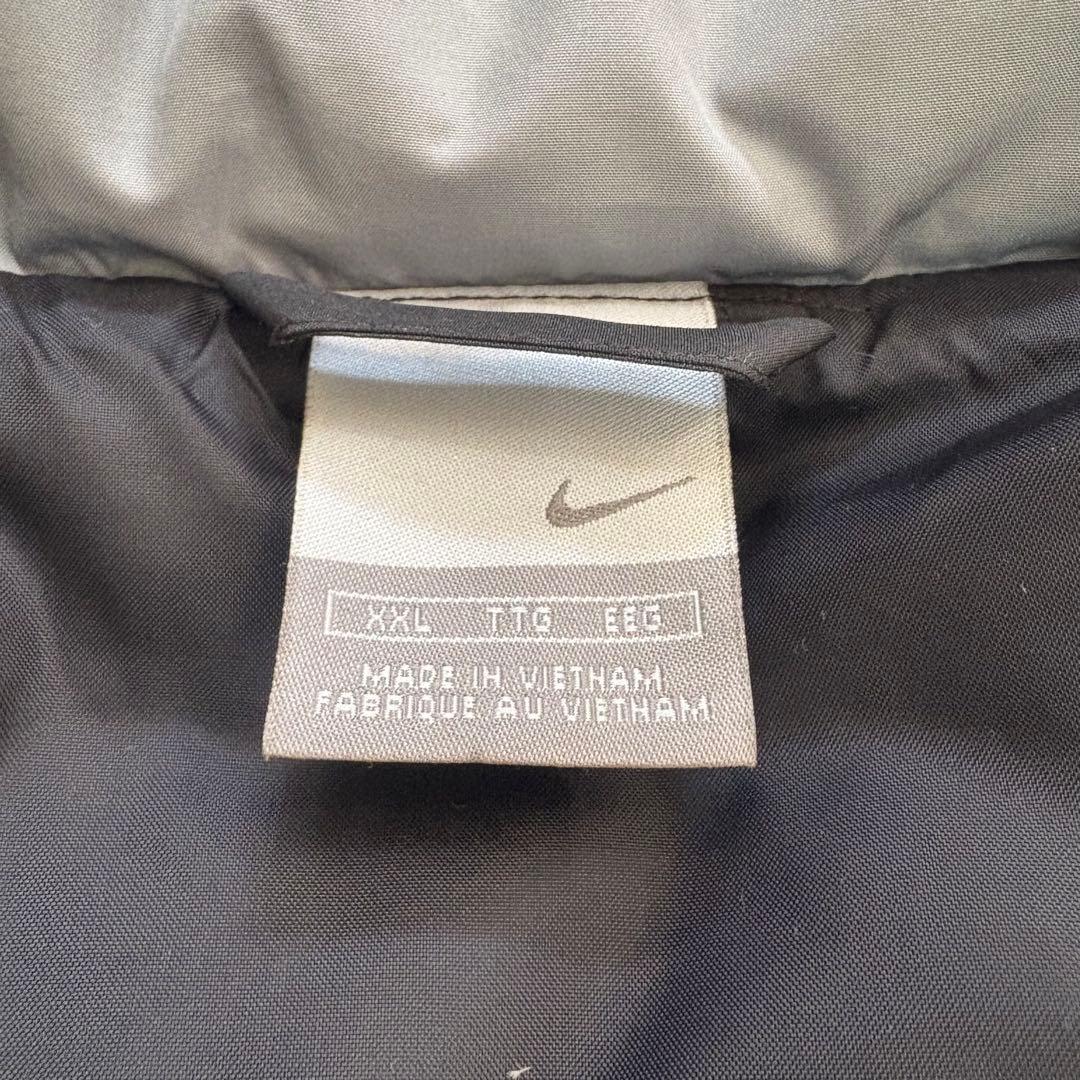 XXL TTG EEG
MADE IN VIETNAM
FABRIQUE AU VIETNAM